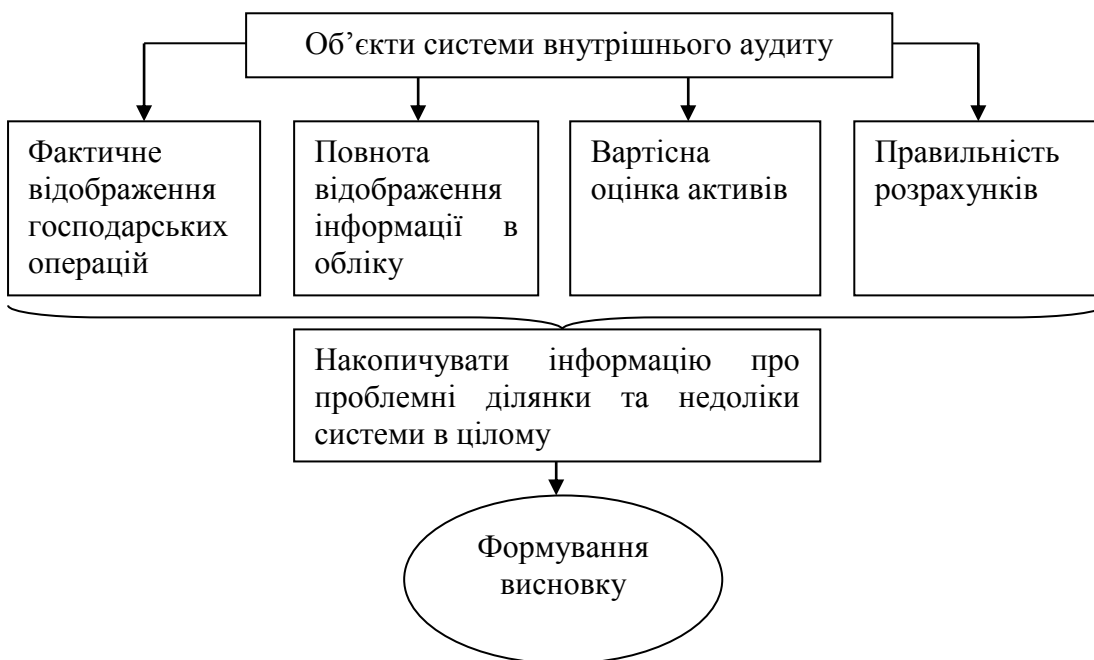 Об’єкти системи внутрішнього аудиту
Фактичне
відображення
господарських
операцій
Повнота
відображення
інформації в
обліку
Вартісна
оцінка активів
Правильність
розрахунків
Накопичувати інформацію про
проблемні ділянки та недоліки
системи в цілому
Формування
висновку